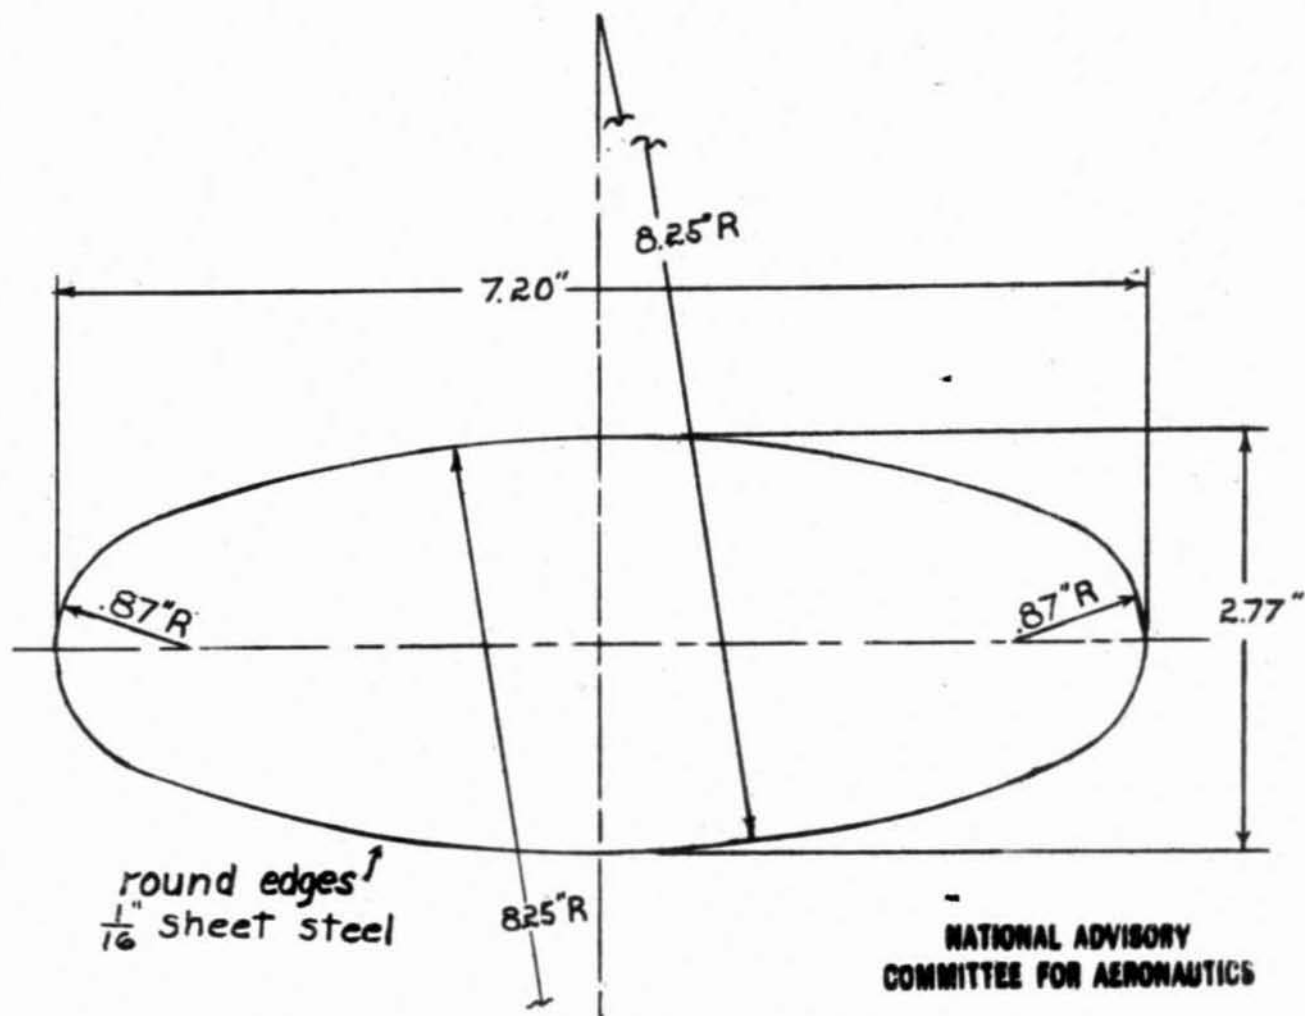 8.25"R
7.20"
.87"R
.87"R
2.77"
round edges
1/16" sheet steel
8.25"R
NATIONAL ADVISORY
COMMITTEE FOR AERONAUTICS